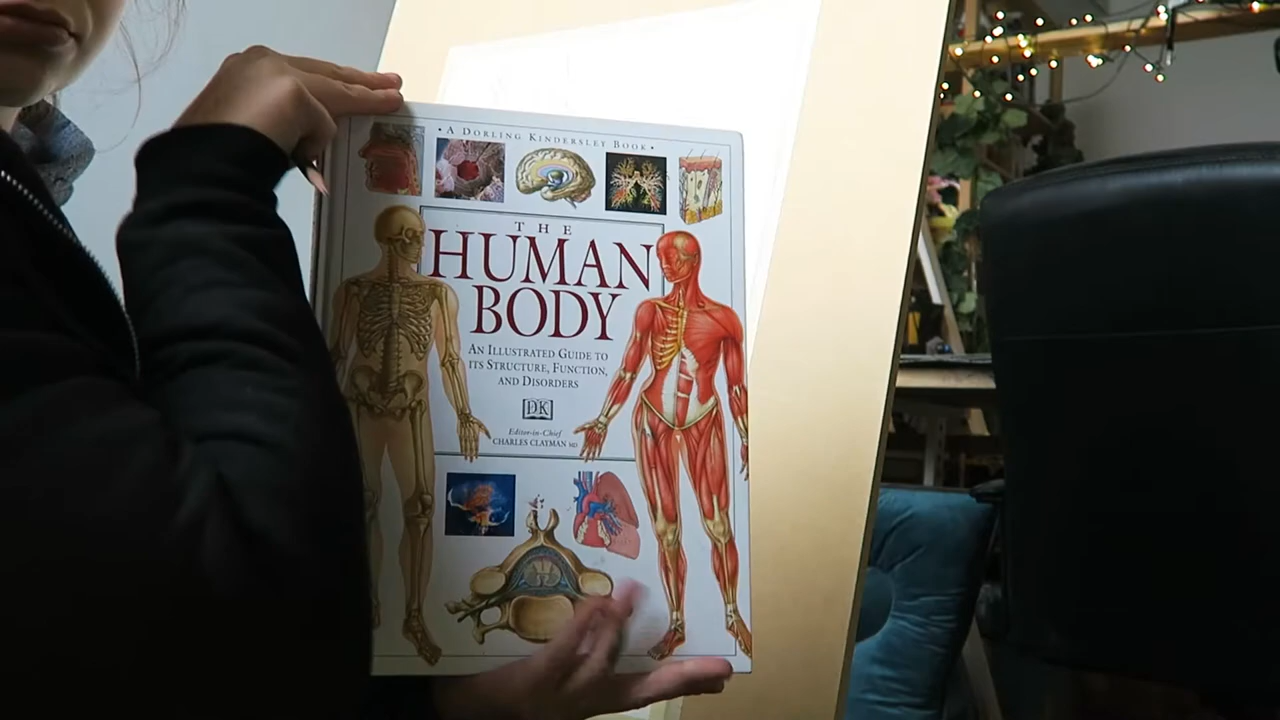 • A DORLING KINDERSLEY BOOK •
THE
HUMAN
BODY
AN ILLUSTRATED GUIDE TO
ITS STRUCTURE, FUNCTION,
AND DISORDERS
DK
Editor-in-Chief
CHARLES CLAYMAN MD